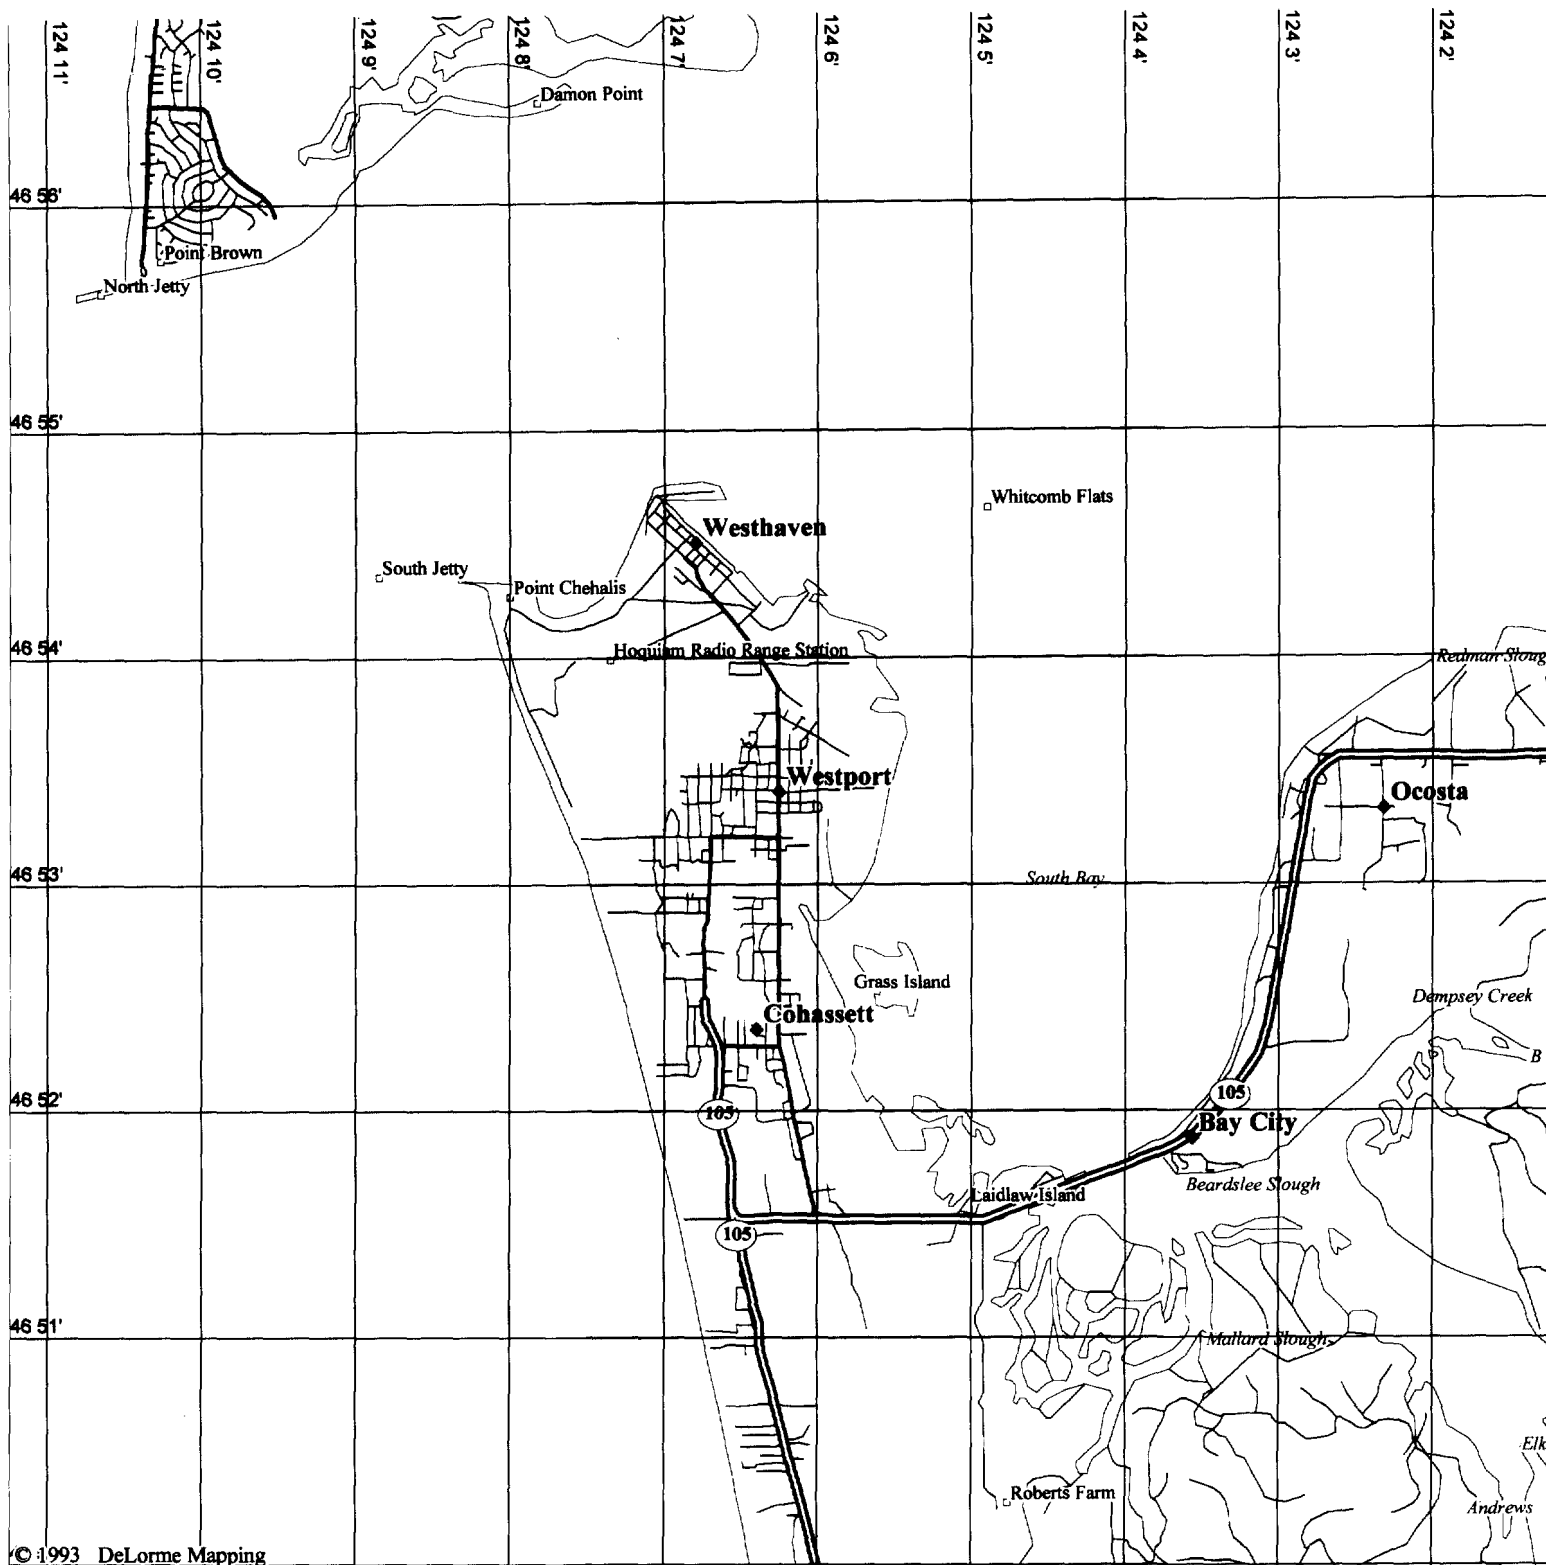 124 11'
124 10'
124 9'
124 8'
124 7'
124 6'
124 5'
124 4'
124 3'
124 2'
Damon Point
46 56'
Point Brown
North Jetty
46 55'
Whitcomb Flats
Westhaven
South Jetty
Point Chehalis
46 54'
Hoquiam Radio Range Station
Westport
Ocosta
46 53'
South Bay
Grass Island
Dempsey Creek
Cohassett
B
46 52'
105
105
Bay City
Beardslee Slough
Laidlaw Island
105
46 51'
Mallard Slough
Elk
Roberts Farm
Andrews
Redman Sloug
© 1993 DeLorme Mapping